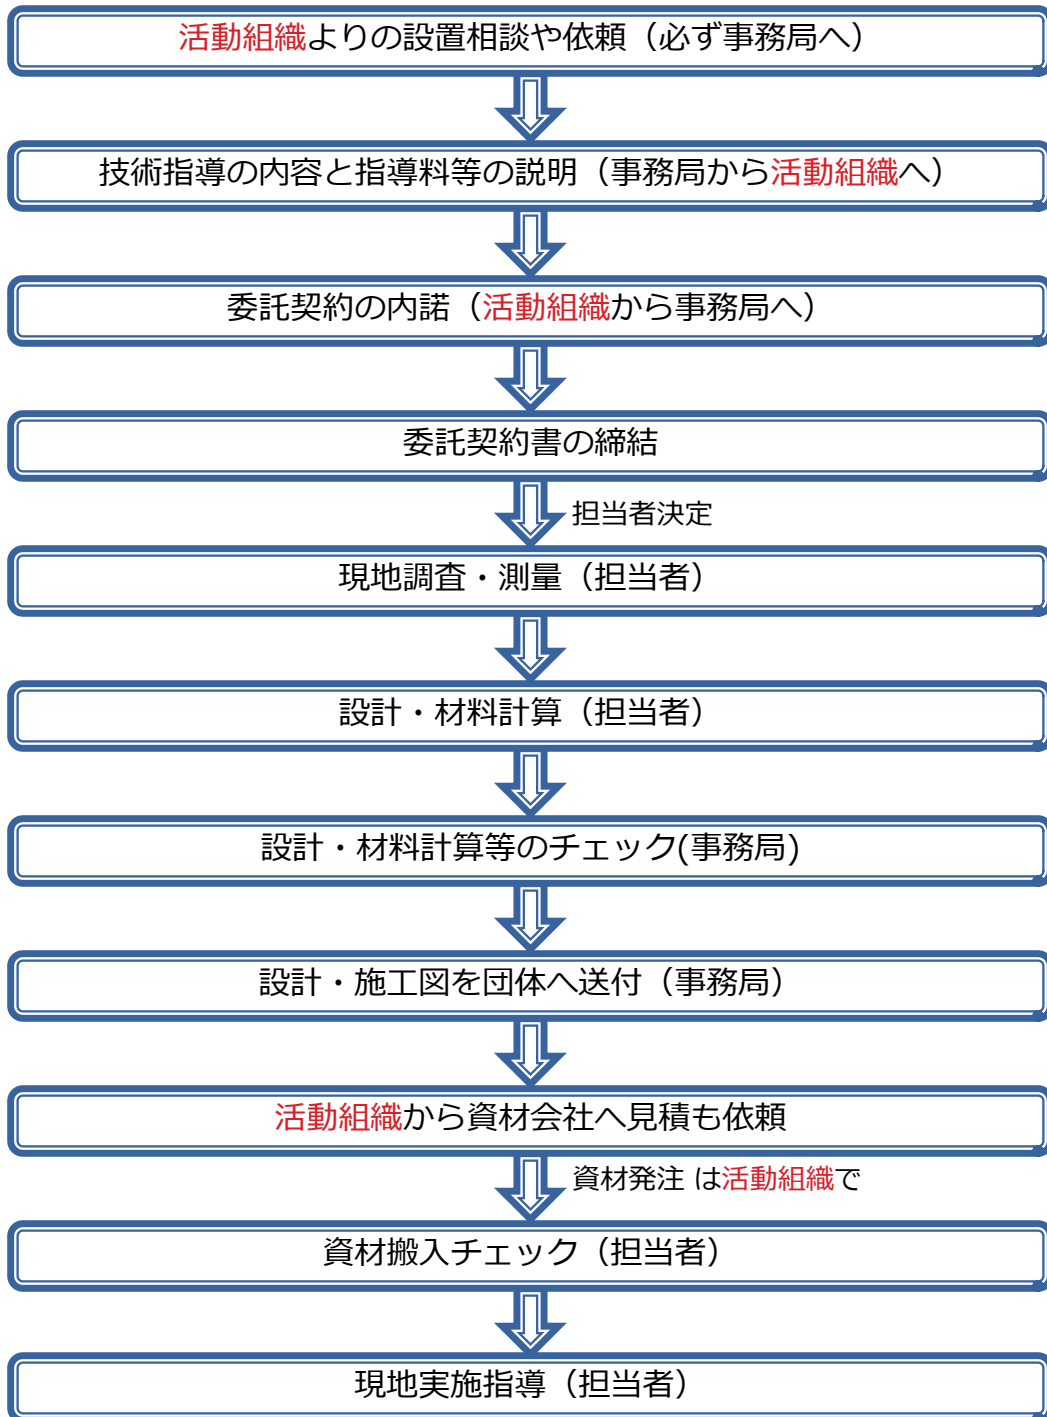 活動組織よりの設置相談や依頼（必ず事務局へ）
技術指導の内容と指導料等の説明（事務局から活動組織へ）
委託契約の内諾（活動組織から事務局へ）
委託契約書の締結
担当者決定
現地調査・測量（担当者）
設計・材料計算（担当者）
設計・材料計算等のチェック(事務局)
設計・施工図を団体へ送付（事務局）
活動組織から資材会社へ見積も依頼
資材発注 は活動組織で
資材搬入チェック（担当者）
現地実施指導（担当者）